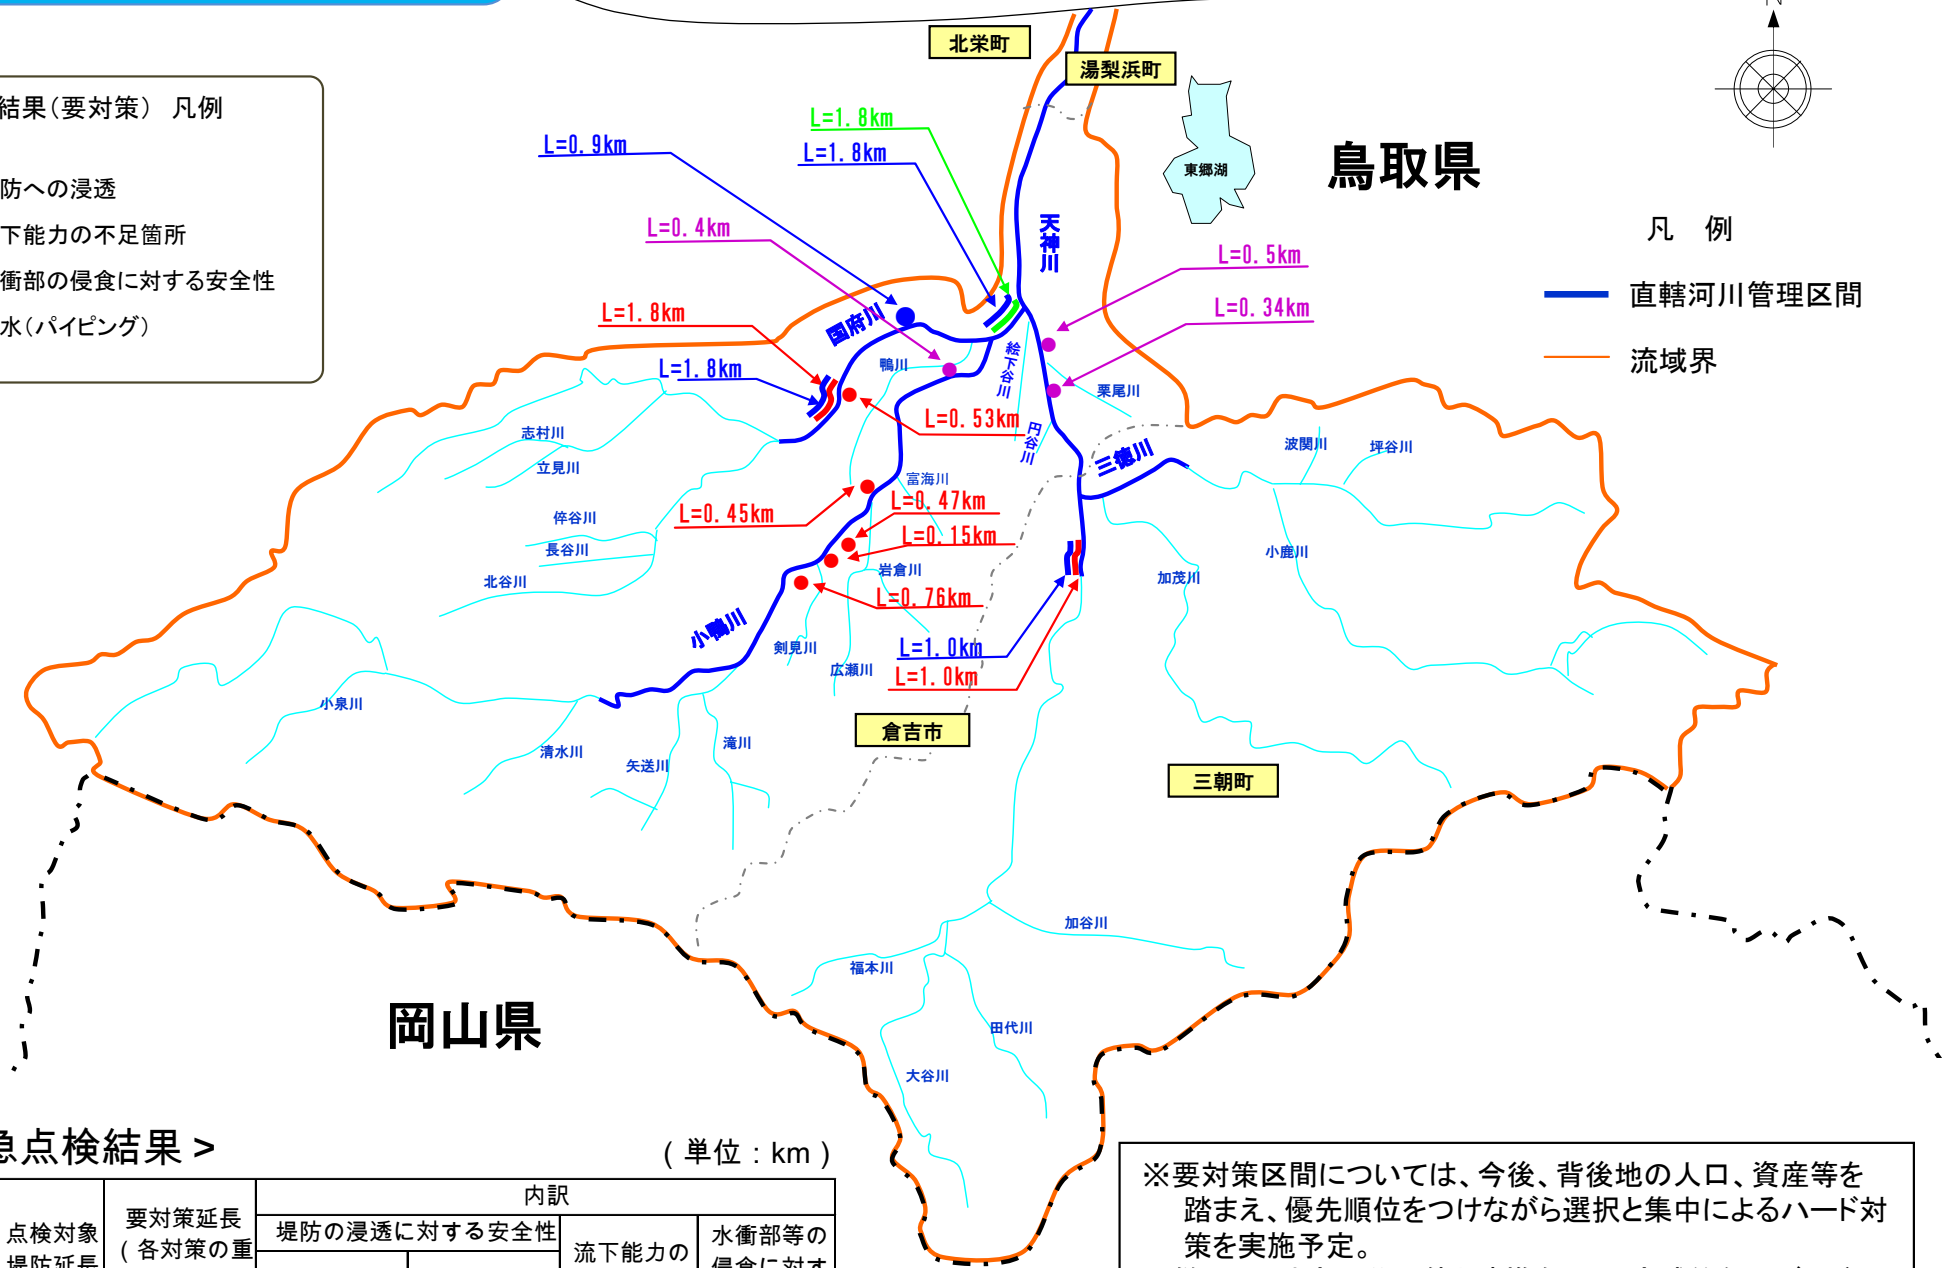 北栄町
湯梨浜町
N
結果(要対策) 凡例
防への浸透
下能力の不足箇所
衝部の侵食に対する安全性
水(パイピング)
L=1.8km
L=0.9km
L=1.8km
東郷湖
鳥取県
凡 例
直轄河川管理区間
流域界
L=0.4km
天神川
L=0.5km
L=0.34km
L=1.8km
国府川
L=1.8km
鴨川
絵下谷川
栗尾川
L=0.53km
円谷川
志村川
立見川
三徳川
波関川
坪谷川
富海川
L=0.47km
L=0.45km
L=0.15km
倅谷川
長谷川
北谷川
岩倉川
加茂川
小鹿川
L=0.76km
小鴨川
剣見川
広瀬川
L=1.0km
L=1.0km
小泉川
清水川
矢送川
滝川
倉吉市
三朝町
加谷川
福本川
田代川
大谷川
岡山県
急点検結果 >
( 単位 : km )
点検対象
堤防延長
要対策延長
( 各対策の重
内訳
堤防の浸透に対する安全性
流下能力の
水衝部等の
侵食に対す
※要対策区間については、今後、背後地の人口、資産等を
踏まえ、優先順位をつけながら選択と集中によるハード対
策を実施予定。